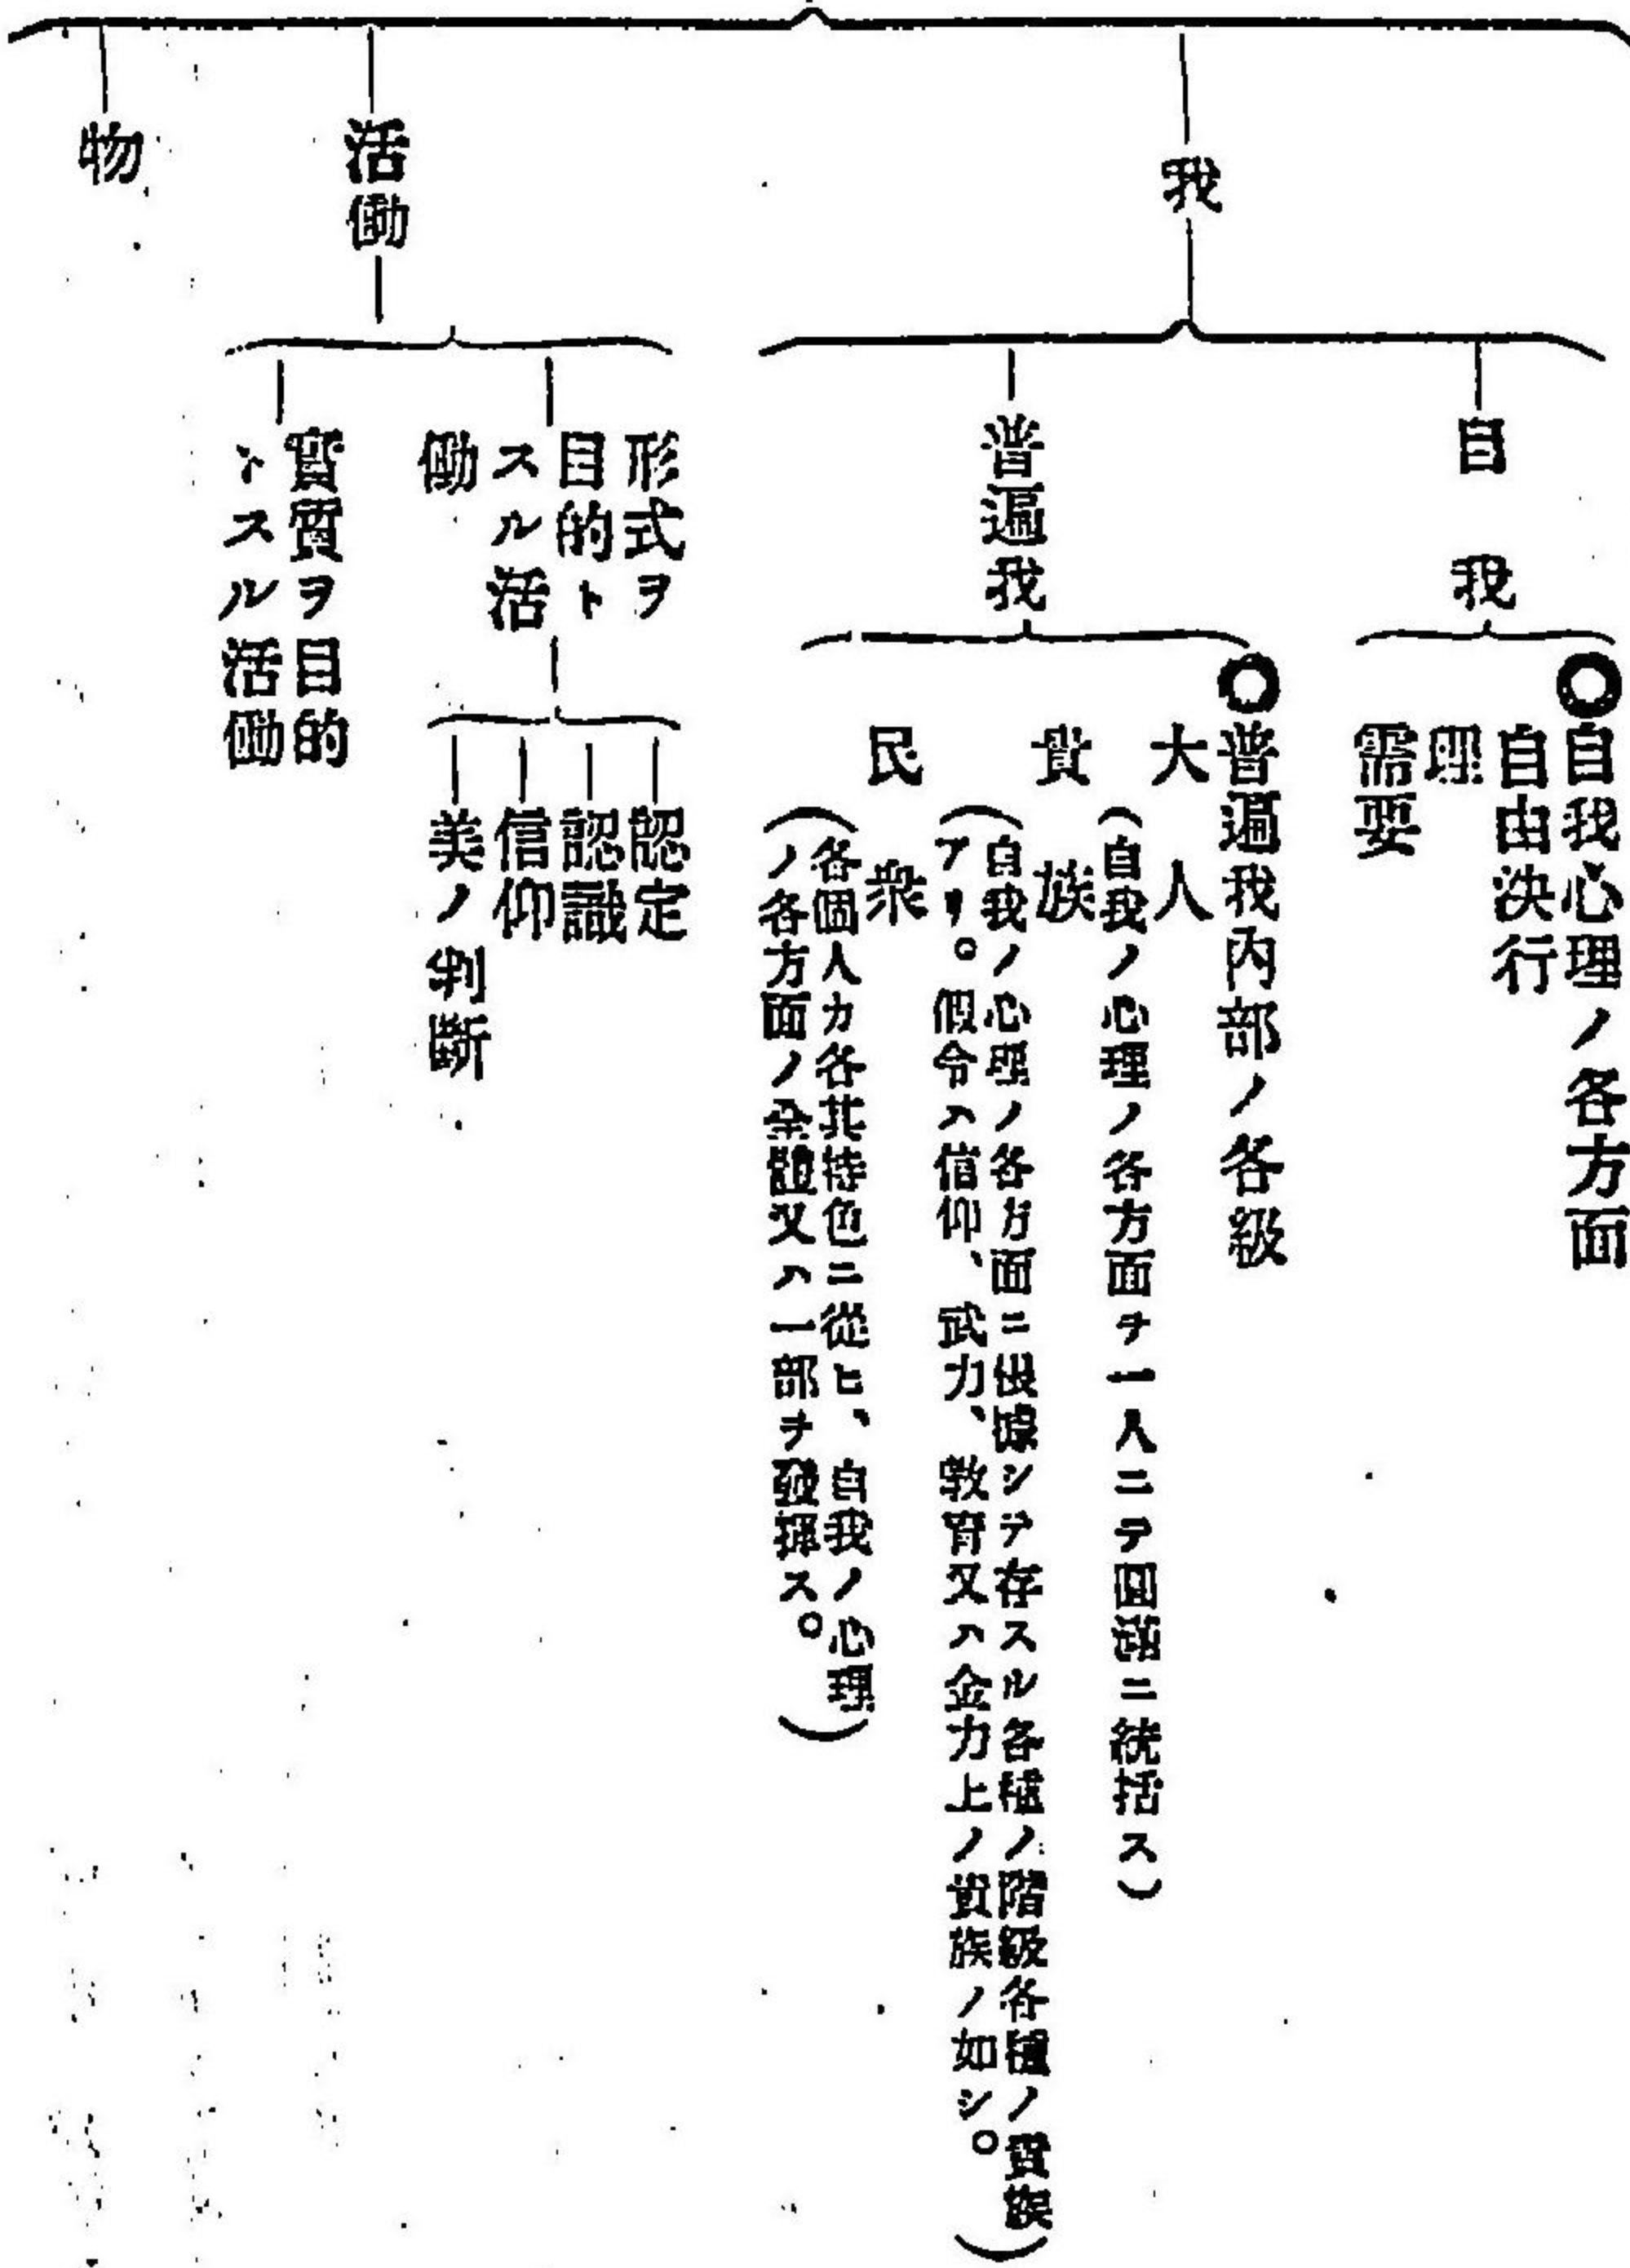 我
自我
◎自我心理ノ各方面
自由決行
理
需要
普遍我
◎普遍我內部ノ各級
大人
(自我ノ心理ノ各方面ヲ一人ニテ圓滿ニ統括ス)
貴族
(自我ノ心理ノ各方面ニ根據シテ存スル各種ノ階級各種ノ貴族
アリ。假令ハ信仰、武力、敎育又ハ金力上ノ貴族ノ如シ。)
民衆
(各個人カ各其特色ニ從ヒ、自我ノ心理
ノ各方面ノ全體又ハ一部ヲ發揮ス。)
活働
形式ヲ
目的ト
スル活
働
認定
認識
信仰
美ノ判斷
實質ヲ目的
トスル活働
物